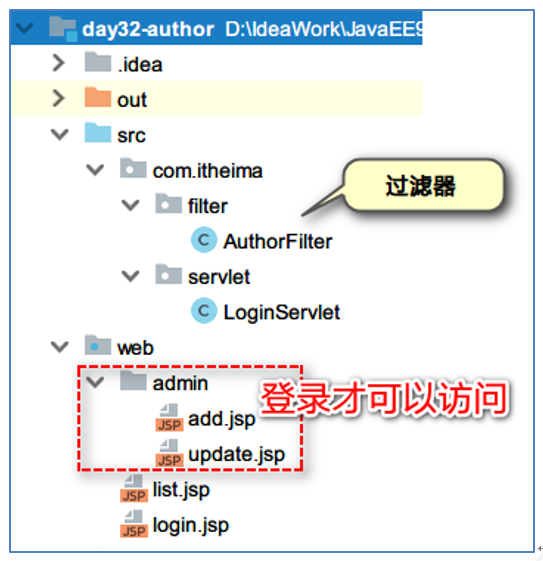 day32-author D:\IdeaWork\JavaEE9
.idea
out
src
com.itheima
过滤器
filter
C AuthorFilter
servlet
C LoginServlet
web
admin
登录才可以访问
JSP add.jsp
JSP update.jsp
JSP list.jsp
JSP login.jsp